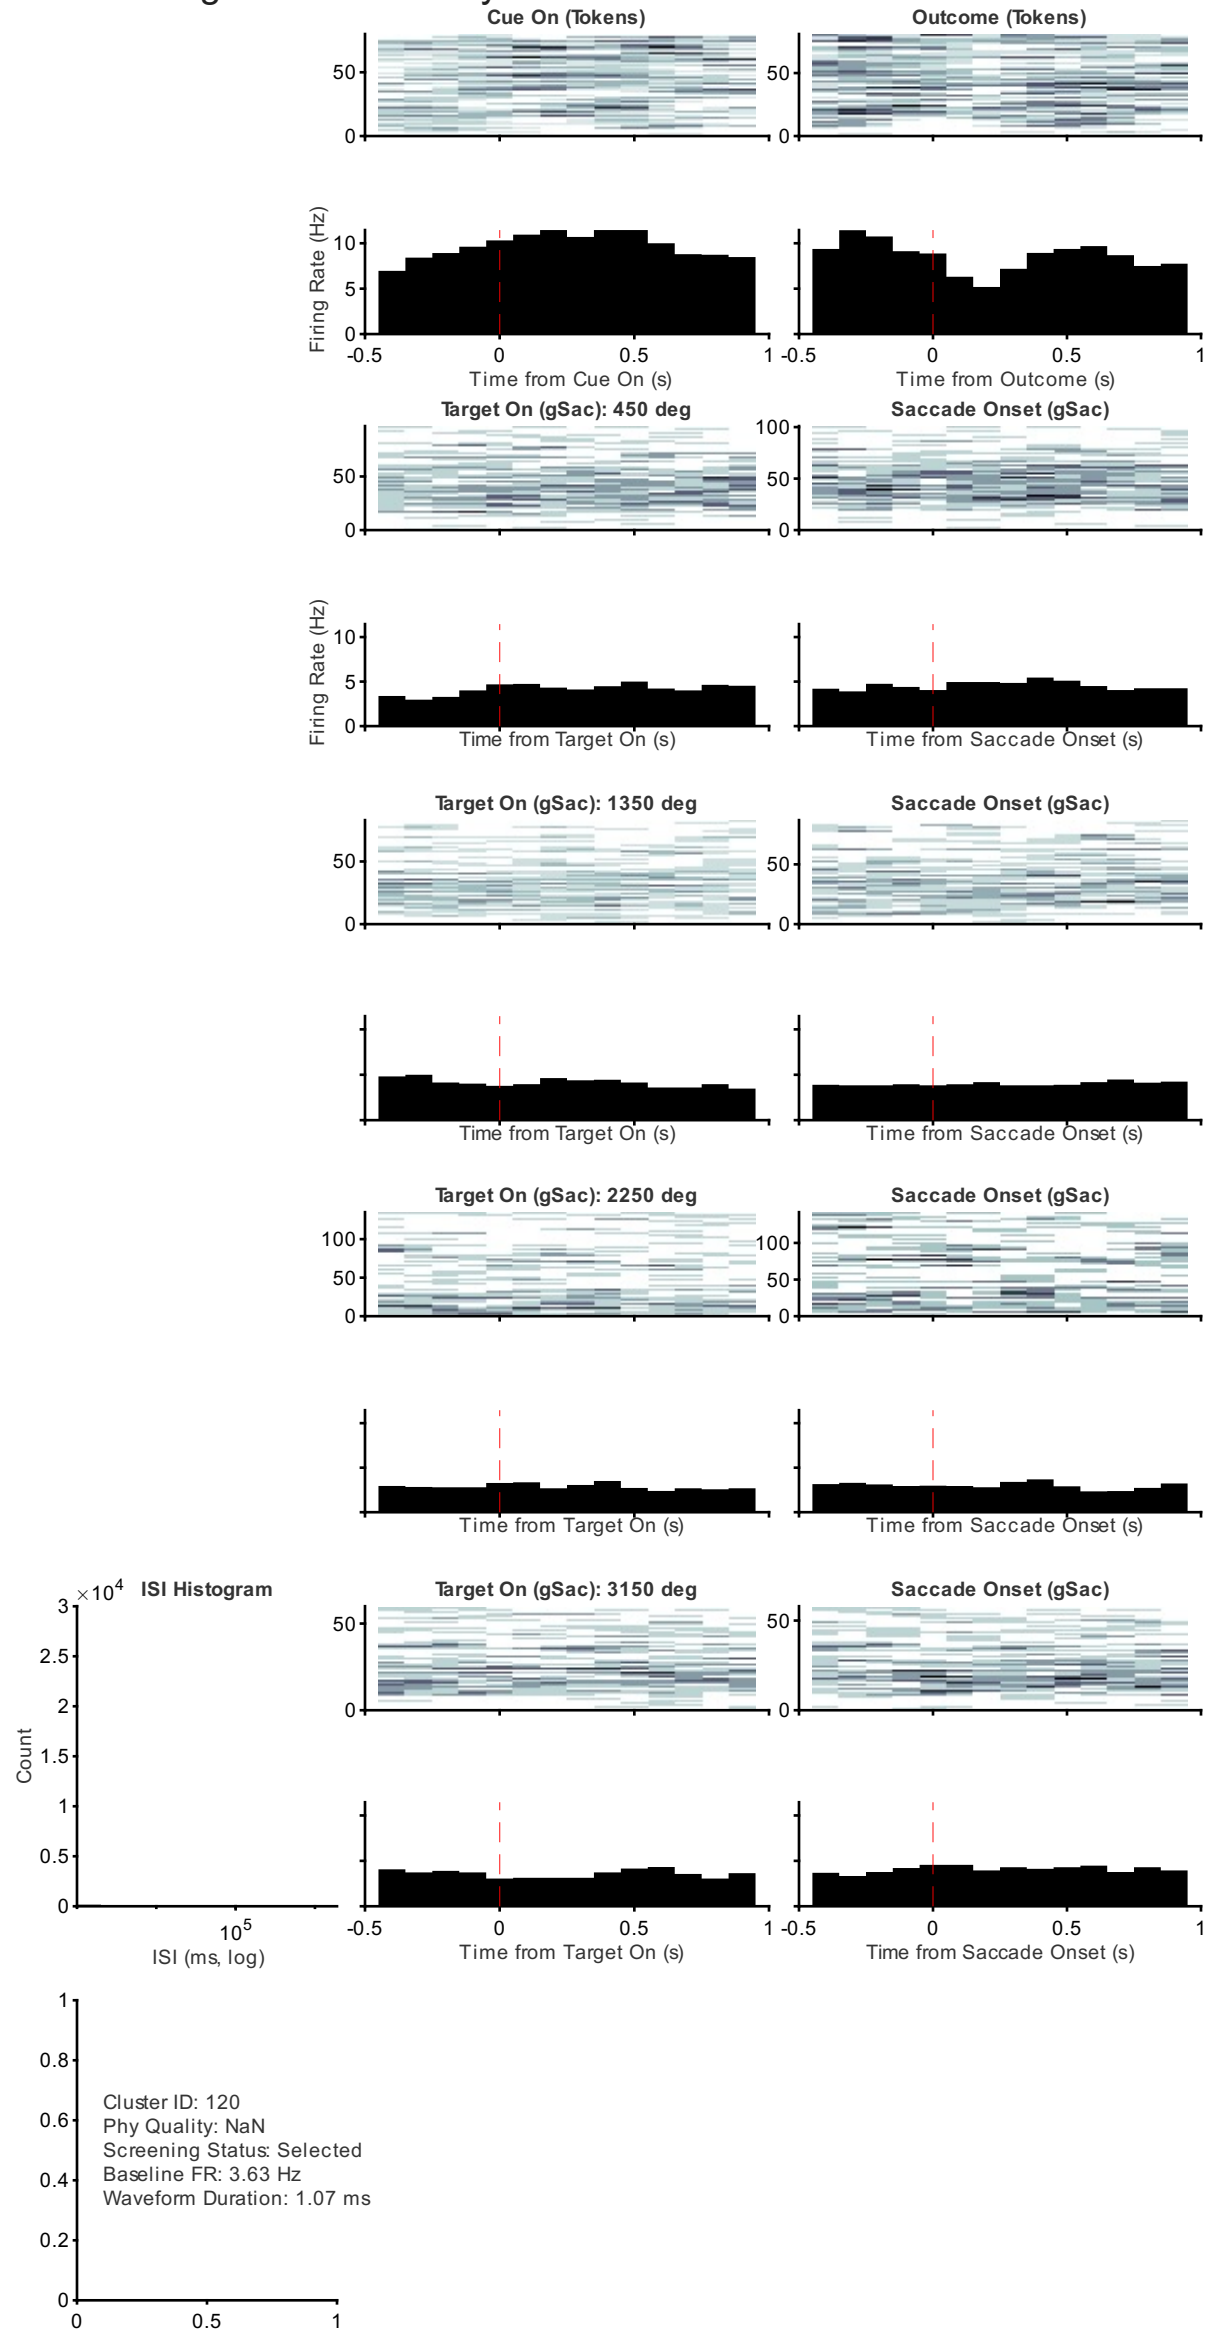 Cue On (Tokens)
Outcome (Tokens)
50
0
50
0
Firing Rate (Hz)
10
5
0
-0.5 0 0.5 1
-0.5 0 0.5 1
Time from Cue On (s)
Time from Outcome (s)
Target On (gSac): 450 deg
Saccade Onset (gSac)
50
0
100
50
0
Firing Rate (Hz)
10
5
0
Time from Target On (s)
Time from Saccade Onset (s)
Target On (gSac): 1350 deg
Saccade Onset (gSac)
50
0
50
0
Time from Target On (s)
Time from Saccade Onset (s)
Target On (gSac): 2250 deg
Saccade Onset (gSac)
100
50
0
100
50
0
Time from Target On (s)
Time from Saccade Onset (s)
ISI Histogram
×10⁴
3
2.5
2
1.5
1
0.5
0
Count
10⁵
ISI (ms, log)
Target On (gSac): 3150 deg
Saccade Onset (gSac)
50
0
50
0
-0.5 0 0.5 1
-0.5 0 0.5 1
Time from Target On (s)
Time from Saccade Onset (s)
1
0.8
0.6
0.4
0.2
0
Cluster ID: 120
Phy Quality: NaN
Screening Status: Selected
Baseline FR: 3.63 Hz
Waveform Duration: 1.07 ms
0 0.5 1